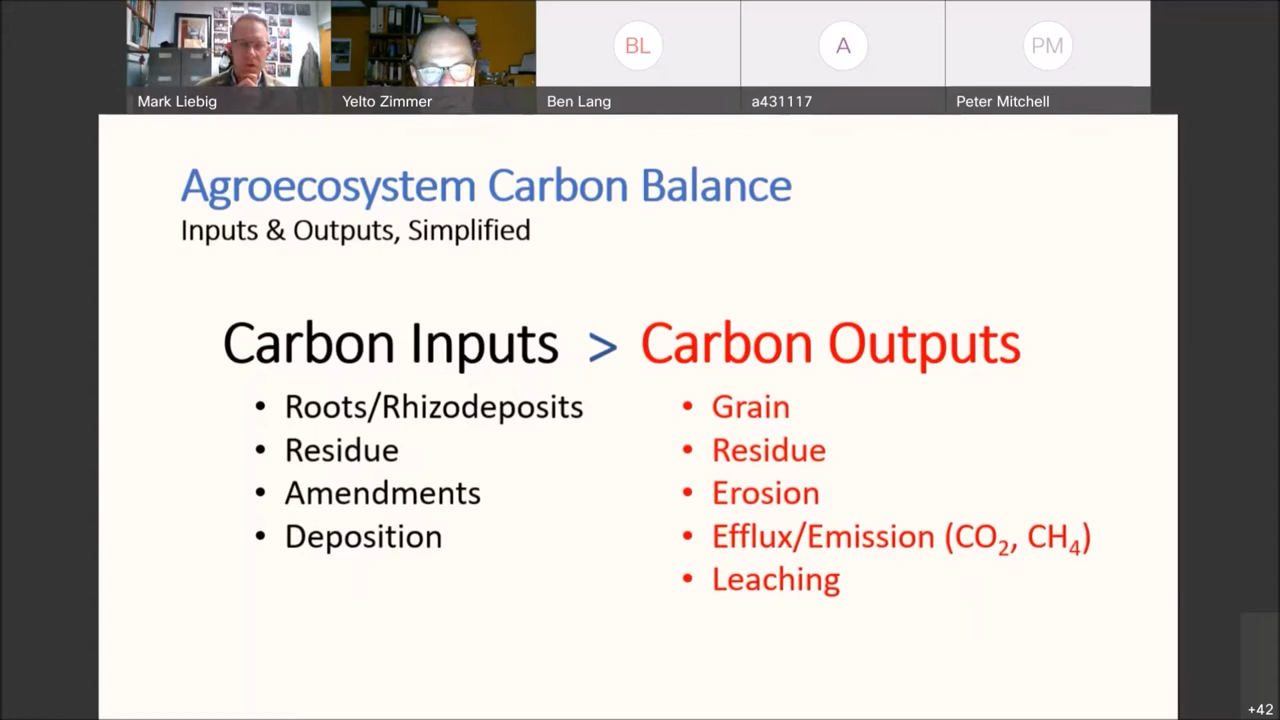 BL
A
PM
Mark Liebig
Yelto Zimmer
Ben Lang
a431117
Peter Mitchell
Agroecosystem Carbon Balance
Inputs & Outputs, Simplified
Carbon Inputs > Carbon Outputs
• Roots/Rhizodeposits
• Residue
• Amendments
• Deposition
• Grain
• Residue
• Erosion
• Efflux/Emission (CO₂, CH₄)
• Leaching
+42